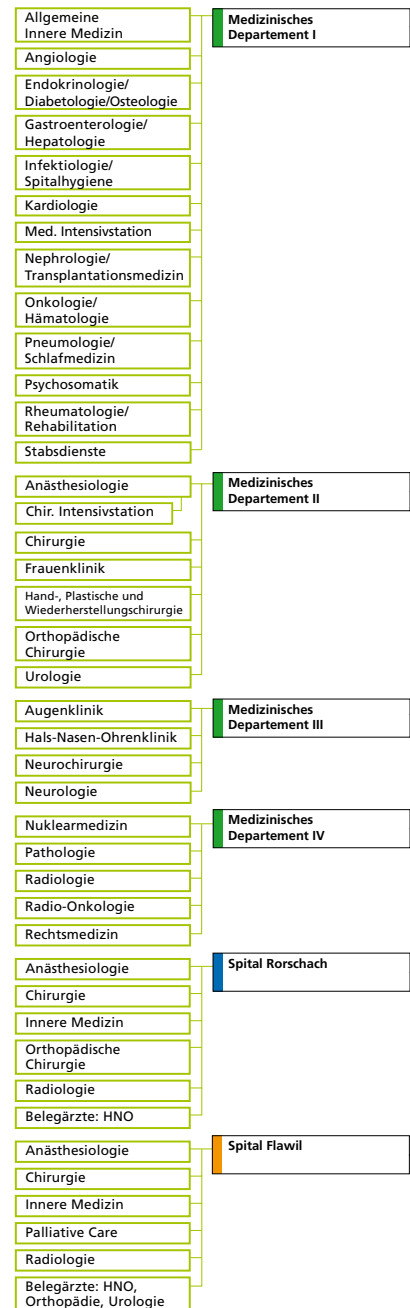 Allgemeine
Innere Medizin
Medizinisches
Departement I
Angiologie
Endokrinologie/
Diabetologie/Osteologie
Gastroenterologie/
Hepatologie
Infektiologie/
Spitalhygiene
Kardiologie
Med. Intensivstation
Nephrologie/
Transplantationsmedizin
Onkologie/
Hämatologie
Pneumologie/
Schlafmedizin
Psychosomatik
Rheumatologie/
Rehabilitation
Stabsdienste
Anästhesiologie
Medizinisches
Departement II
Chir. Intensivstation
Chirurgie
Frauenklinik
Hand-, Plastische und
Wiederherstellungschirurgie
Orthopädische
Chirurgie
Urologie
Augenklinik
Medizinisches
Departement III
Hals-Nasen-Ohrenklinik
Neurochirurgie
Neurologie
Nuklearmedizin
Medizinisches
Departement IV
Pathologie
Radiologie
Radio-Onkologie
Rechtsmedizin
Anästhesiologie
Spital Rorschach
Chirurgie
Innere Medizin
Orthopädische
Chirurgie
Radiologie
Belegärzte: HNO
Anästhesiologie
Spital Flawil
Chirurgie
Innere Medizin
Palliative Care
Radiologie
Belegärzte: HNO,
Orthopädie, Urologie